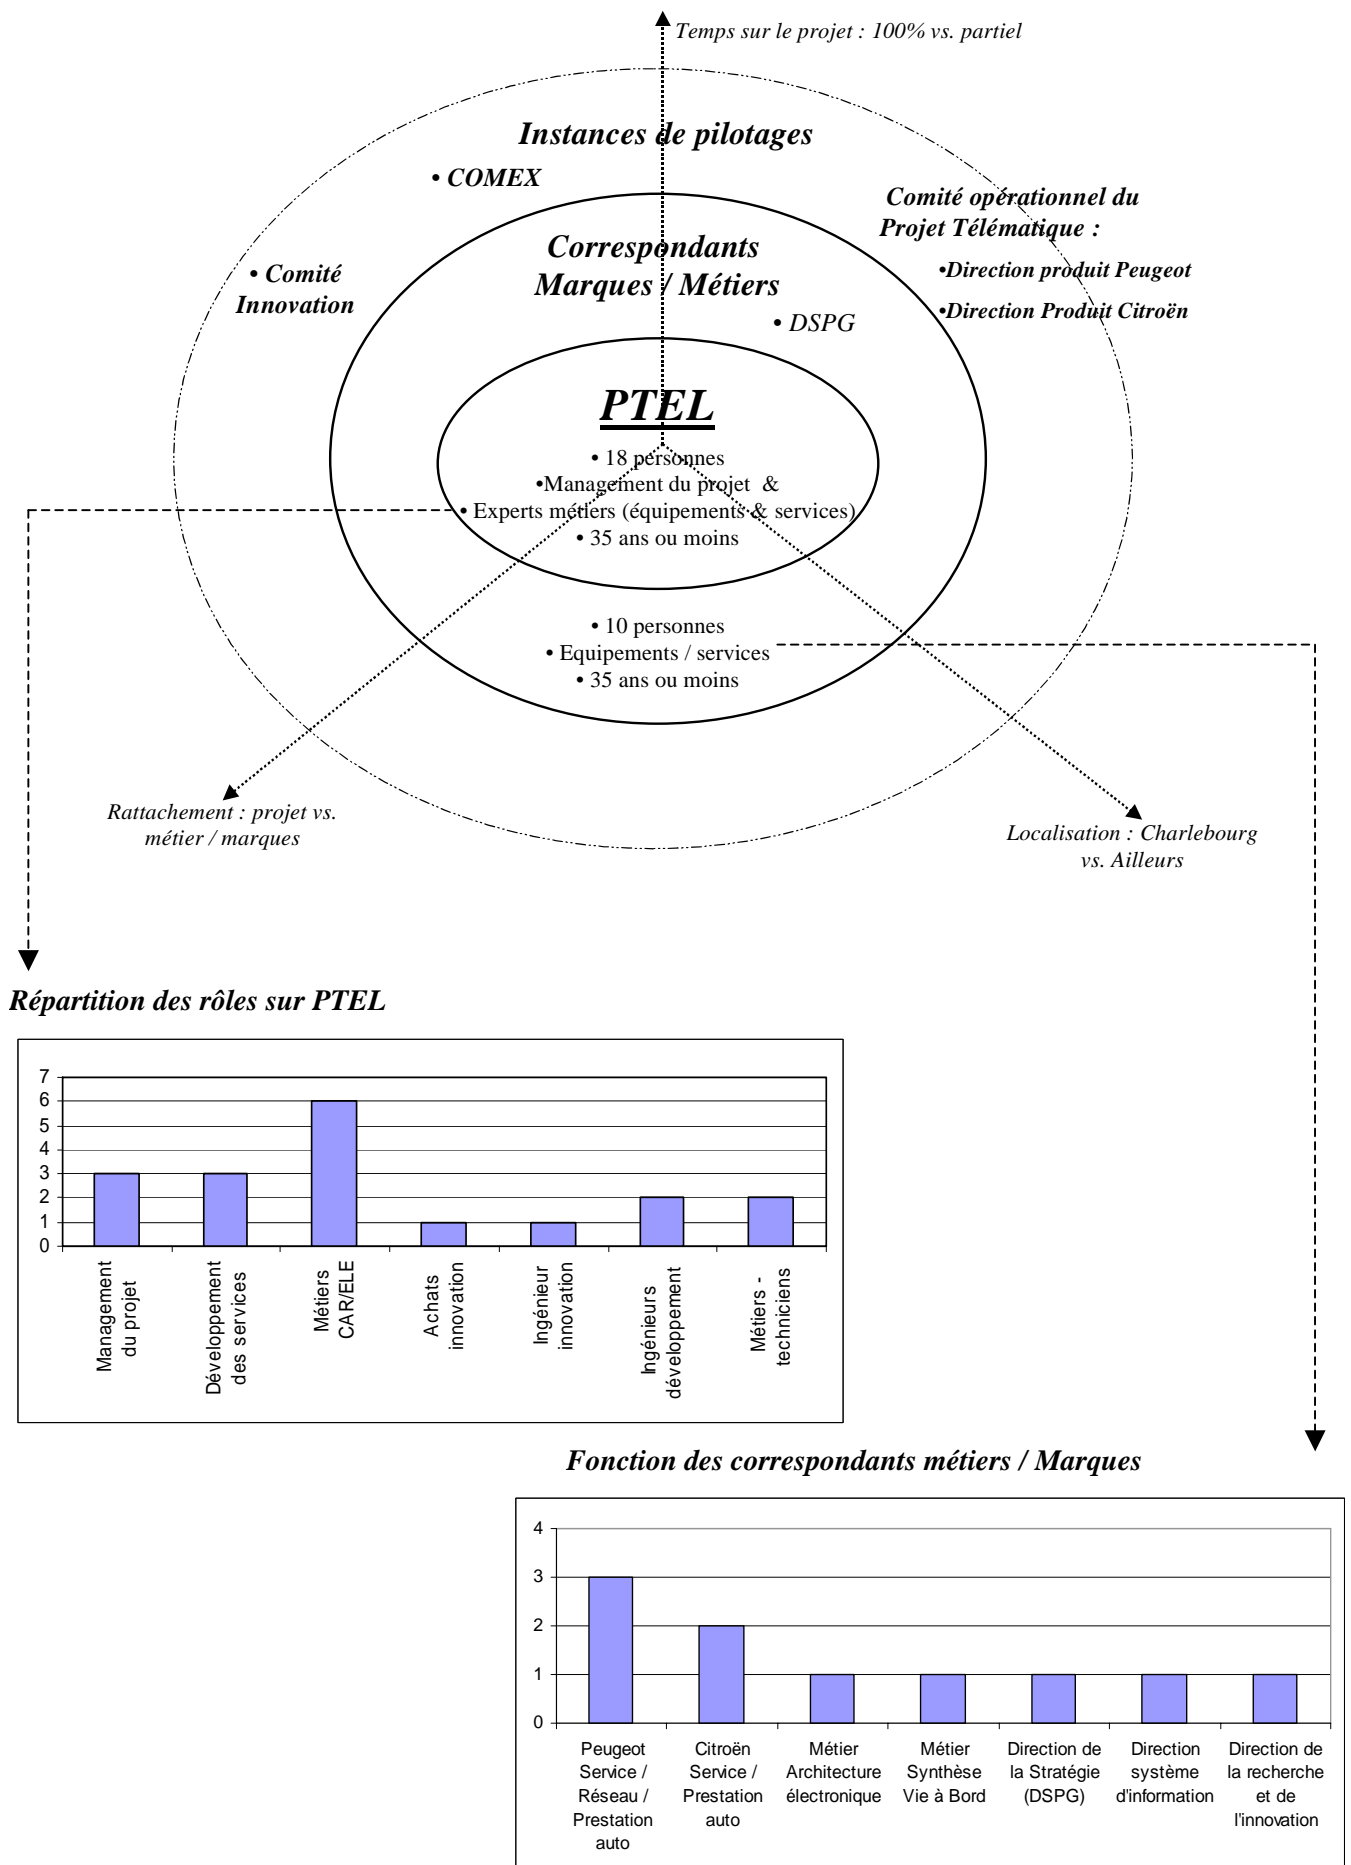 Temps sur le projet : 100% vs. partiel
Instances de pilotages
• COMEX
Comité opérationnel du
Projet Télématique :
•Direction produit Peugeot
•Direction Produit Citroën
• Comité
Innovation
Correspondants
Marques / Métiers
• DSPG
PTEL
• 18 personnes
•Management du projet &
• Experts métiers (équipements & services)
• 35 ans ou moins
• 10 personnes
• Equipements / services
• 35 ans ou moins
Rattachement : projet vs.
métier / marques
Localisation : Charlebourg
vs. Ailleurs
Répartition des rôles sur PTEL
7
6
5
4
3
2
1
0
Management
du projet
Développement
des services
Métiers
CAR/ELE
Achats
innovation
Ingénieur
innovation
Ingénieurs
développement
Métiers -
techniciens
Fonction des correspondants métiers / Marques
4
3
2
1
0
Peugeot
Service /
Réseau /
Prestation
auto
Citroën
Service /
Prestation
auto
Métier
Architecture
électronique
Métier
Synthèse
Vie à Bord
Direction de
la Stratégie
(DSPG)
Direction
système
d'information
Direction de
la recherche
et de
l'innovation